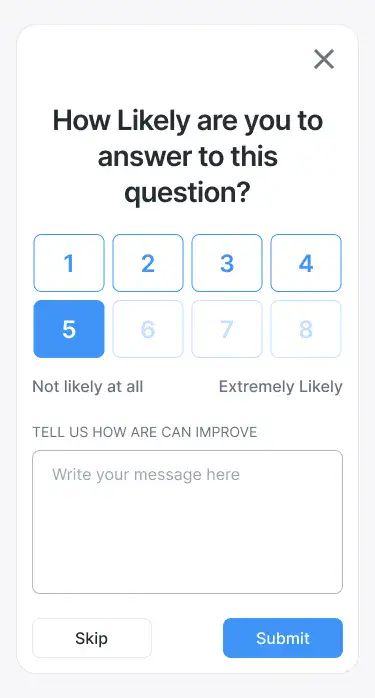 How Likely are you to
answer to this
question?
1 2 3 4
5 6 7 8
Not likely at all Extremely Likely
TELL US HOW ARE CAN IMPROVE
Write your message here
Skip Submit